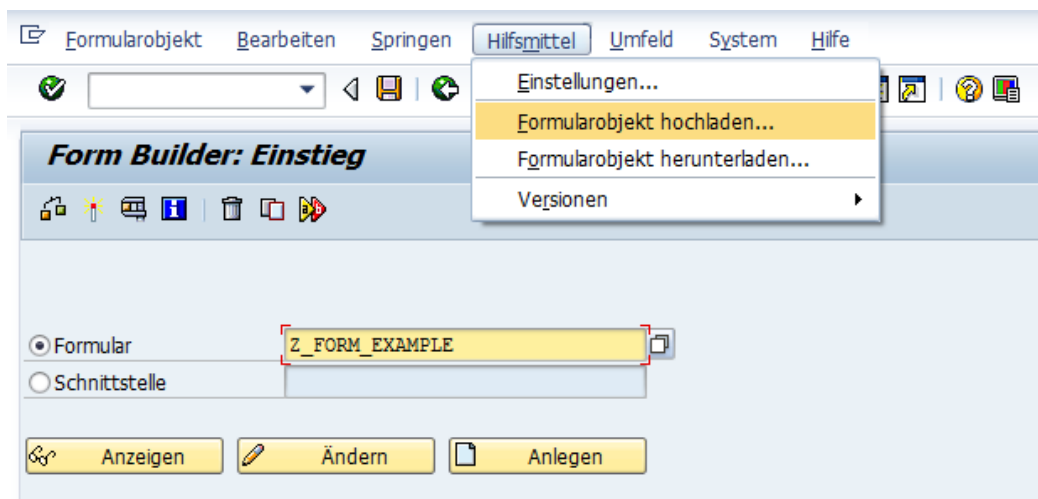 Formularobjekt Bearbeiten Springen Hilfsmittel Umfeld System Hilfe
Einstellungen...
Formularobjekt hochladen...
Formularobjekt herunterladen...
Versionen
Form Builder: Einstieg
Formular Z_FORM_EXAMPLE
Schnittstelle
Anzeigen Ändern Anlegen